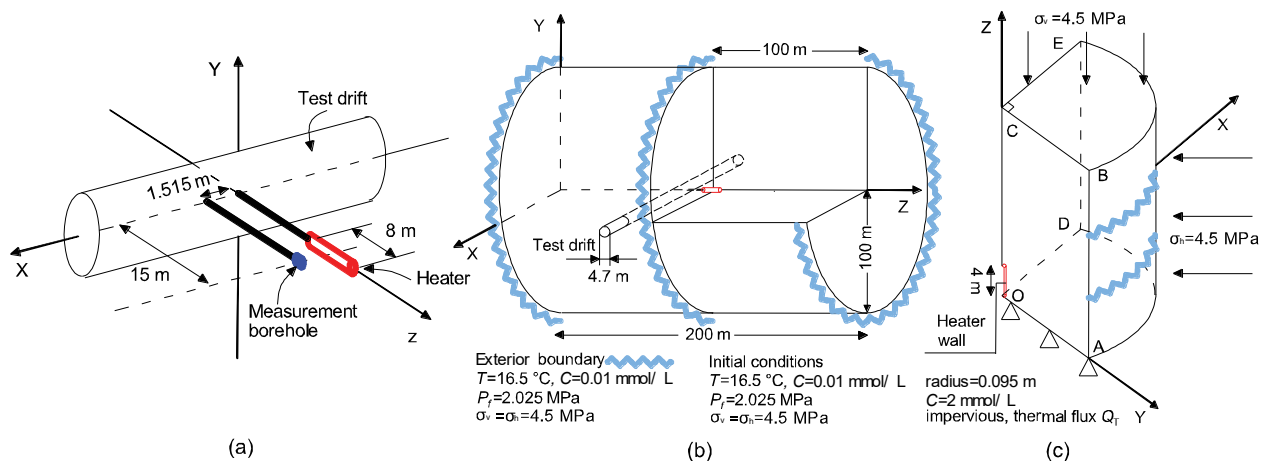 Y
Test drift
1.515 m
8 m
X
15 m
Heater
Measurement
borehole
z
(a)
Y
100 m
Z
X
Test drift
4.7 m
100 m
200 m
Exterior boundary
T=16.5 °C, C=0.01 mmol/ L
Pf=2.025 MPa
σv =σh=4.5 MPa
Initial conditions
T=16.5 °C, C=0.01 mmol/ L
Pf=2.025 MPa
σv =σh=4.5 MPa
(b)
Z
σv=4.5 MPa
E
X
C
B
D
σh=4.5 MPa
4 m
O
Heater
wall
A
radius=0.095 m
C=2 mmol/ L
impervious, thermal flux QT
Y
(c)